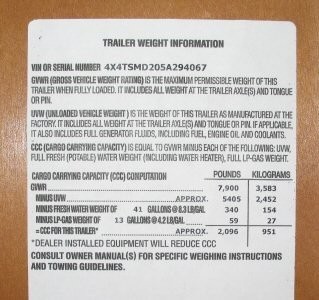 TRAILER WEIGHT INFORMATION
VIN OR SERIAL NUMBER 4X4TSMD205A294067
GVWR (GROSS VEHICLE WEIGHT RATING) IS THE MAXIMUM PERMISSIBLE WEIGHT OF THIS
TRAILER WHEN FULLY LOADED. IT INCLUDES ALL WEIGHT AT THE TRAILER AXLE(S) AND TONGUE
OR PIN.
UVW (UNLOADED VEHICLE WEIGHT) IS THE WEIGHT OF THIS TRAILER AS MANUFACTURED AT THE
FACTORY. IT INCLUDES ALL WEIGHT AT THE TRAILER AXLE(S) AND TONGUE OR PIN. IF APPLICABLE,
IT ALSO INCLUDES FULL GENERATOR FLUIDS, INCLUDING FUEL, ENGINE OIL AND COOLANTS.
CCC (CARGO CARRYING CAPACITY) IS EQUAL TO GVWR MINUS EACH OF THE FOLLOWING: UVW,
FULL FRESH (POTABLE) WATER WEIGHT (INCLUDING WATER HEATER), FULL LP-GAS WEIGHT.
CARGO CARRYING CAPACITY (CCC) COMPUTATION POUNDS KILOGRAMS
GVWR 7,900 3,583
MINUS UVW APPROX. 5405 2,452
MINUS FRESH WATER WEIGHT OF 41 GALLONS @ 8.3 LB/GAL 340 154
MINUS LP-GAS WEIGHT OF 13 GALLONS @ 4.2 LB/GAL 59 27
=CCC FOR THIS TRAILER* APPROX. 2,096 951
*DEALER INSTALLED EQUIPMENT WILL REDUCE CCC
CONSULT OWNER MANUAL(S) FOR SPECIFIC WEIGHING INSTRUCTIONS
AND TOWING GUIDELINES.